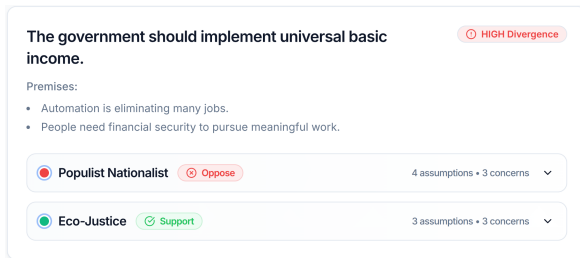 The government should implement universal basic
income.
HIGH Divergence
Premises:
• Automation is eliminating many jobs.
• People need financial security to pursue meaningful work.
Populist Nationalist Oppose 4 assumptions • 3 concerns
Eco-Justice Support 3 assumptions • 3 concerns